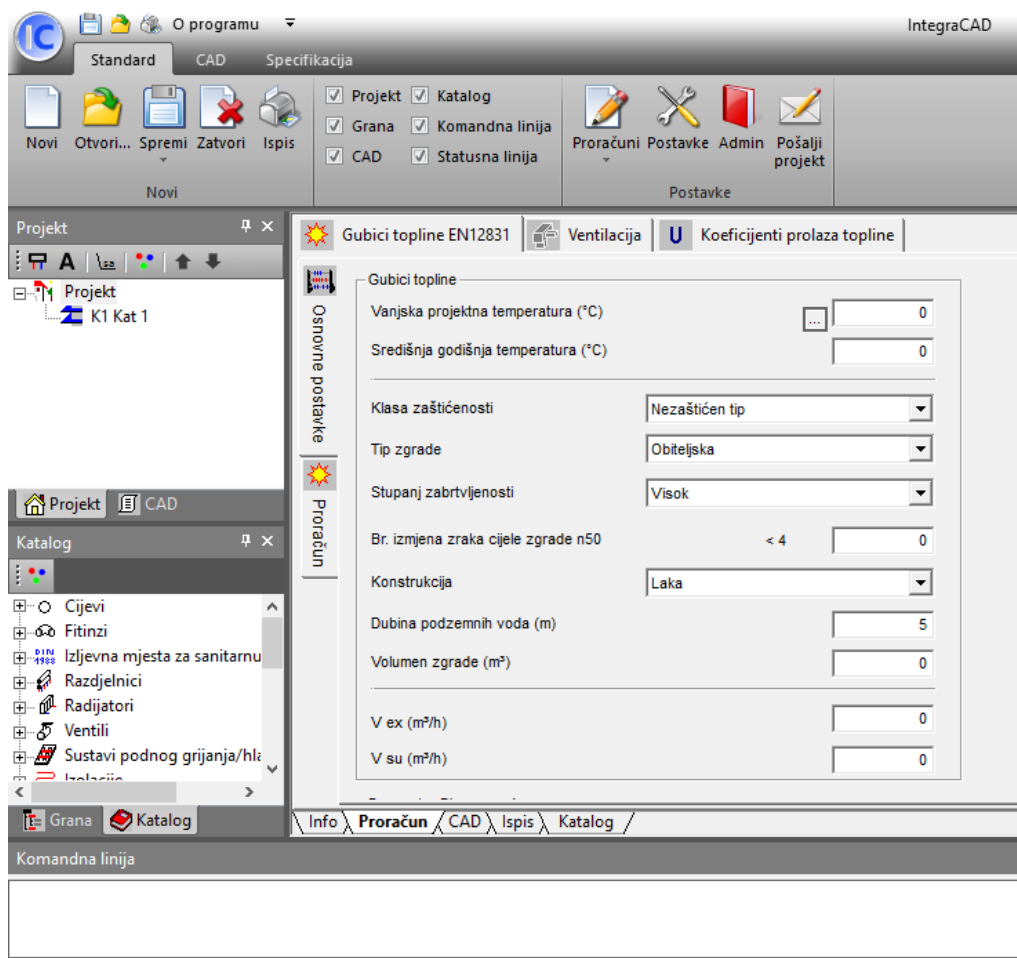 IC O programu IntegraCAD
Standard CAD Specifikacija
Novi Otvori... Spremi Zatvori Ispis
Novi
Projekt Katalog
Grana Komandna linija
CAD Statusna linija
Proračuni Postavke Admin Pošalji projekt
Postavke
Projekt
A
Projekt
K1 Kat 1
Projekt CAD
Katalog
Cijevi
Fitinzi
DIN 1988 Izljevna mjesta za sanitarnu
Razdjelnici
Radijatori
Ventili
Sustavi podnog grijanja/hla
Izolacije
Grana Katalog
Gubici topline EN12831 Ventilacija U Koeficijenti prolaza topline
Osnovne postavke
Proračun
Gubici topline
Vanjska projektna temperatura (°C) ... 0
Središnja godišnja temperatura (°C) 0
Klasa zaštićenosti Nezaštićen tip
Tip zgrade Obiteljska
Stupanj zabrtvljenosti Visok
Br. izmjena zraka cijele zgrade n50 < 4 0
Konstrukcija Laka
Dubina podzemnih voda (m) 5
Volumen zgrade (m³) 0
V ex (m³/h) 0
V su (m³/h) 0
Info Proračun CAD Ispis Katalog
Komandna linija